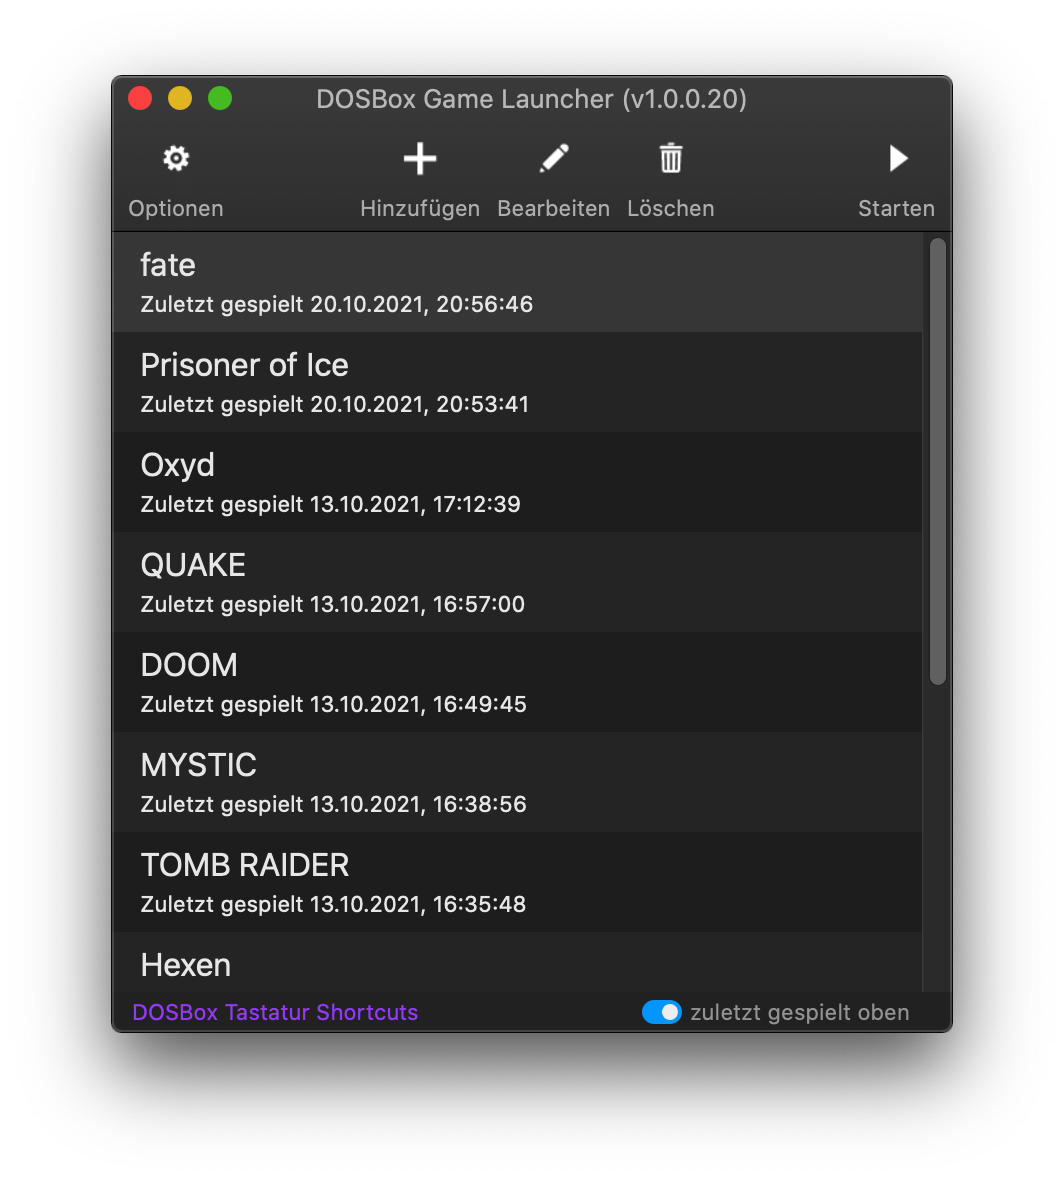 DOSBox Game Launcher (v1.0.0.20)
Optionen Hinzufügen Bearbeiten Löschen Starten
fate
Zuletzt gespielt 20.10.2021, 20:56:46
Prisoner of Ice
Zuletzt gespielt 20.10.2021, 20:53:41
Oxyd
Zuletzt gespielt 13.10.2021, 17:12:39
QUAKE
Zuletzt gespielt 13.10.2021, 16:57:00
DOOM
Zuletzt gespielt 13.10.2021, 16:49:45
MYSTIC
Zuletzt gespielt 13.10.2021, 16:38:56
TOMB RAIDER
Zuletzt gespielt 13.10.2021, 16:35:48
Hexen
DOSBox Tastatur Shortcuts zuletzt gespielt oben